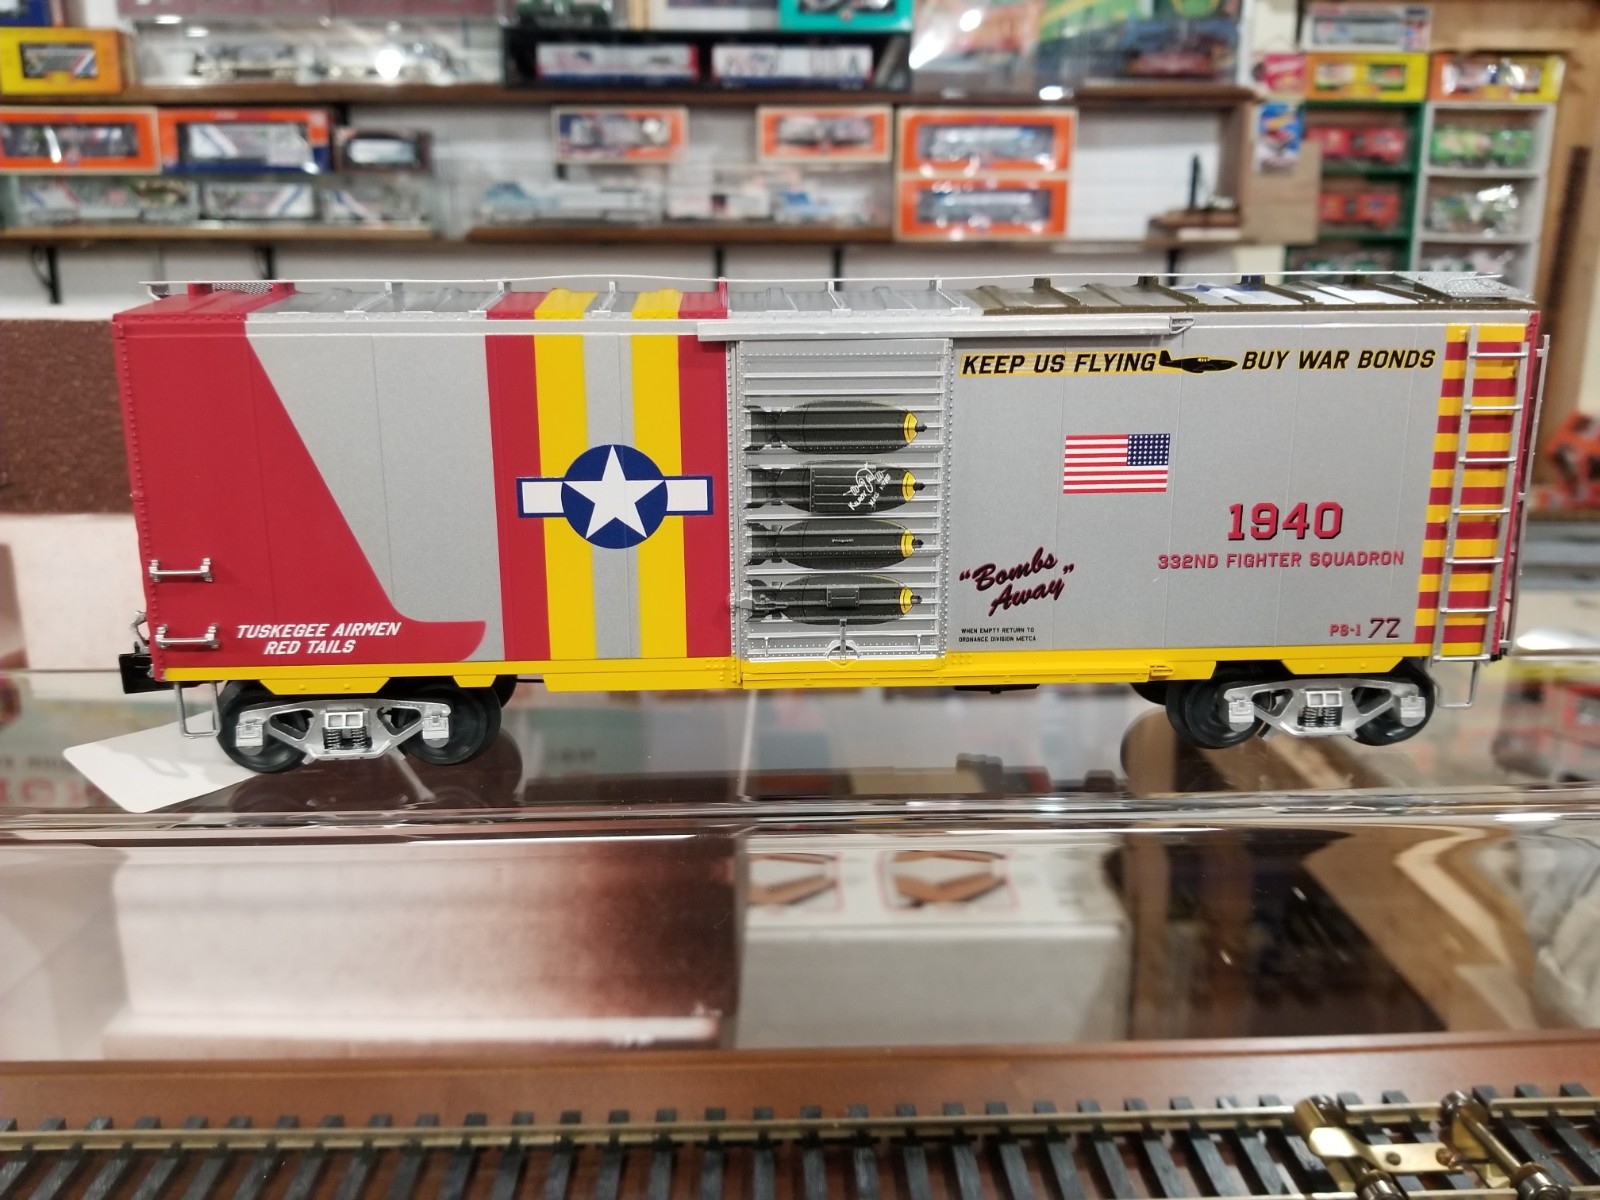 KEEP US FLYING BUY WAR BONDS
1940
332ND FIGHTER SQUADRON
"Bombs
Away"
WHEN EMPTY RETURN TO
ORDNANCE DIVISION METCA
PB-1 72
TUSKEGEE AIRMEN
RED TAILS